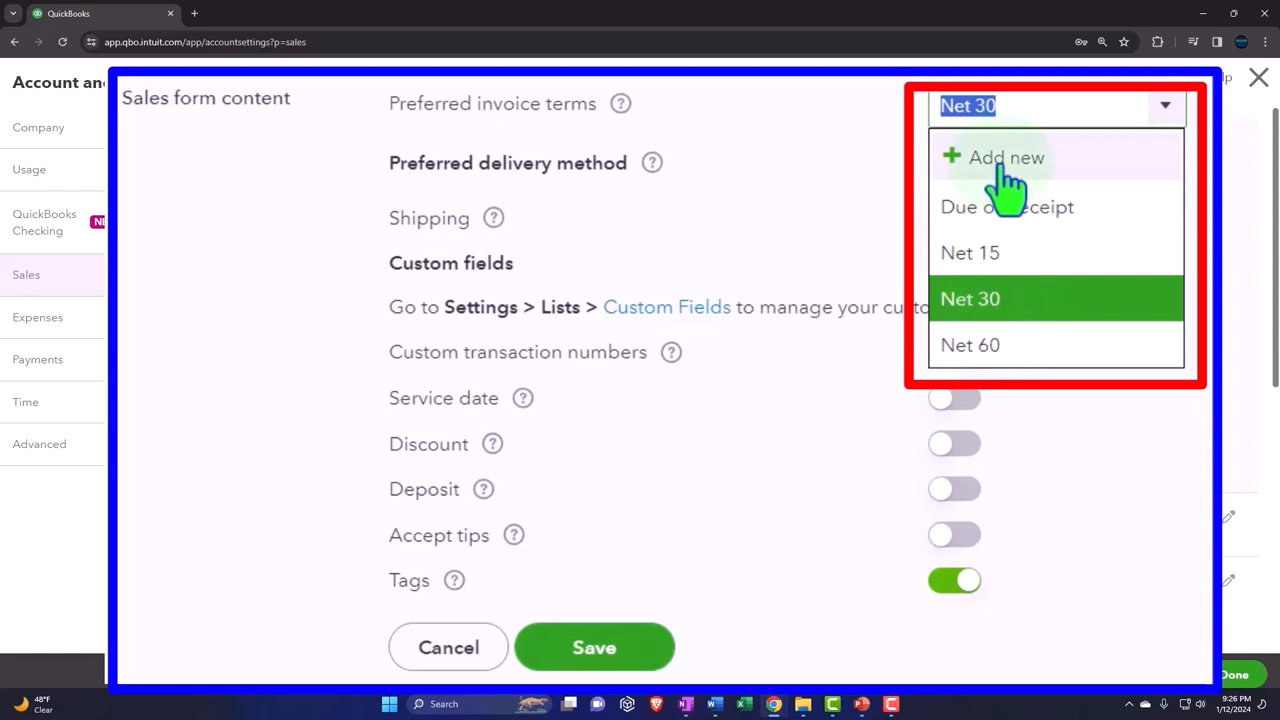 QuickBooks
app.qbo.intuit.com/app/accountsettings?p=sales
Account an
Company
Usage
QuickBooks
Checking
NE
Sales
Expenses
Payments
Time
Advanced
Sales form content
Preferred invoice terms ?
Net 30
+ Add new
Due o eceipt
Net 15
Net 30
Net 60
Preferred delivery method ?
Shipping ?
Custom fields
Go to Settings > Lists > Custom Fields to manage your custo
Custom transaction numbers ?
Service date ?
Discount ?
Deposit ?
Accept tips ?
Tags ?
Cancel
Save
lp
Done
48°F
Clear
Search
9:26 PM
1/12/2024